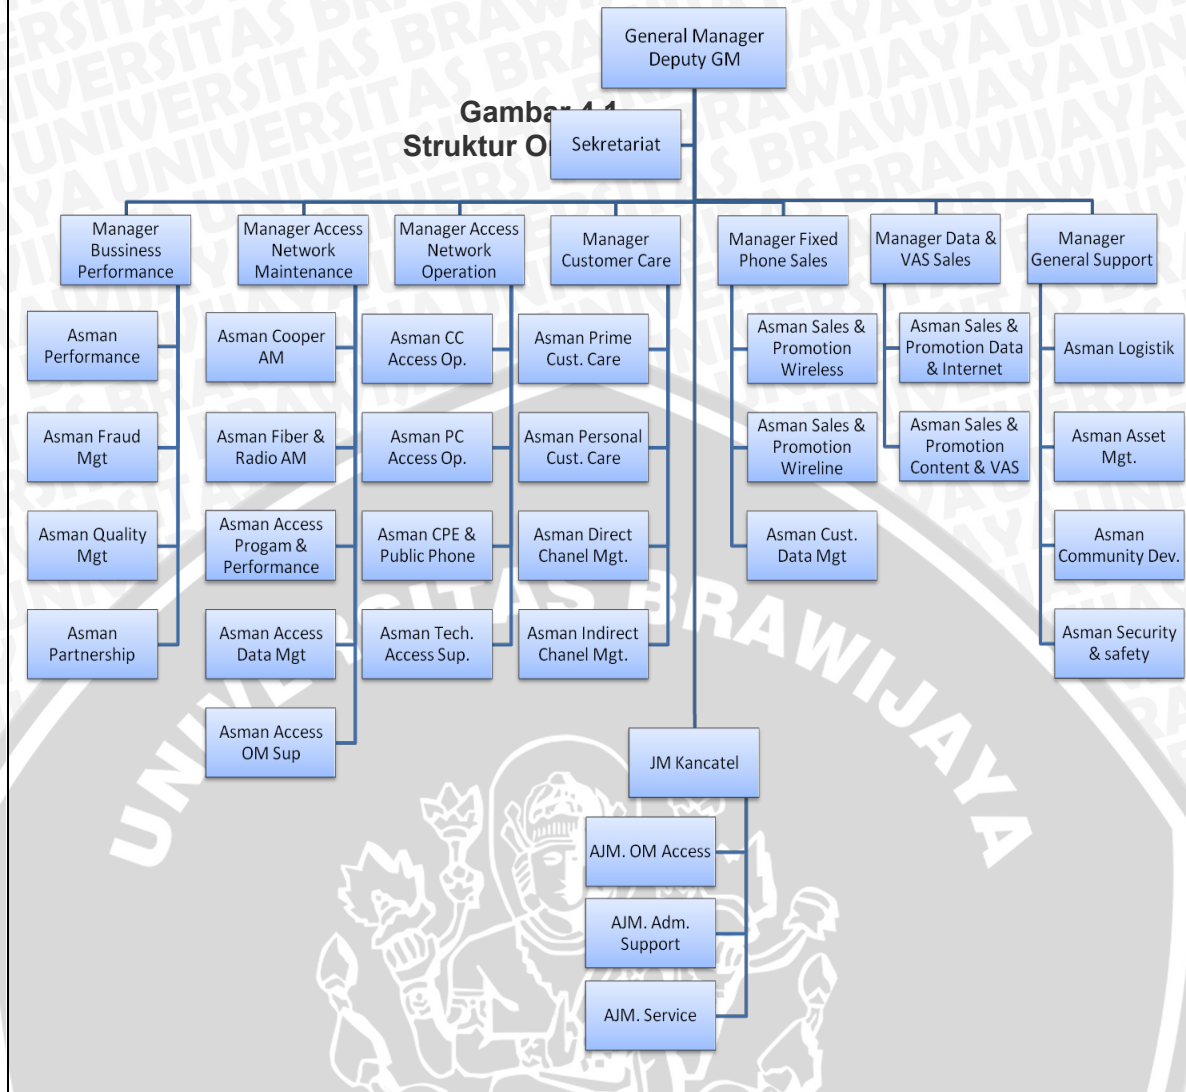 General Manager
Deputy GM
Gambar 4.1
Struktur O
Sekretariat
Manager
Bussiness
Performance
Manager Access
Network
Maintenance
Manager Access
Network
Operation
Manager
Customer Care
Manager Fixed
Phone Sales
Manager Data &
VAS Sales
Manager
General Support
Asman
Performance
Asman Fraud
Mgt
Asman Quality
Mgt
Asman
Partnership
Asman Cooper
AM
Asman Fiber &
Radio AM
Asman Access
Progam &
Performance
Asman Access
Data Mgt
Asman Access
OM Sup
Asman CC
Access Op.
Asman PC
Access Op.
Asman CPE &
Public Phone
Asman Tech.
Access Sup.
Asman Prime
Cust. Care
Asman Personal
Cust. Care
Asman Direct
Chanel Mgt.
Asman Indirect
Chanel Mgt.
Asman Sales &
Promotion
Wireless
Asman Sales &
Promotion
Wireline
Asman Cust.
Data Mgt
Asman Sales &
Promotion Data
& Internet
Asman Sales &
Promotion
Content & VAS
Asman Logistik
Asman Asset
Mgt.
Asman
Community Dev.
Asman Security
& safety
JM Kancatel
AJM. OM Access
AJM. Adm.
Support
AJM. Service
UNIVERSITAS BRAWIJAYA